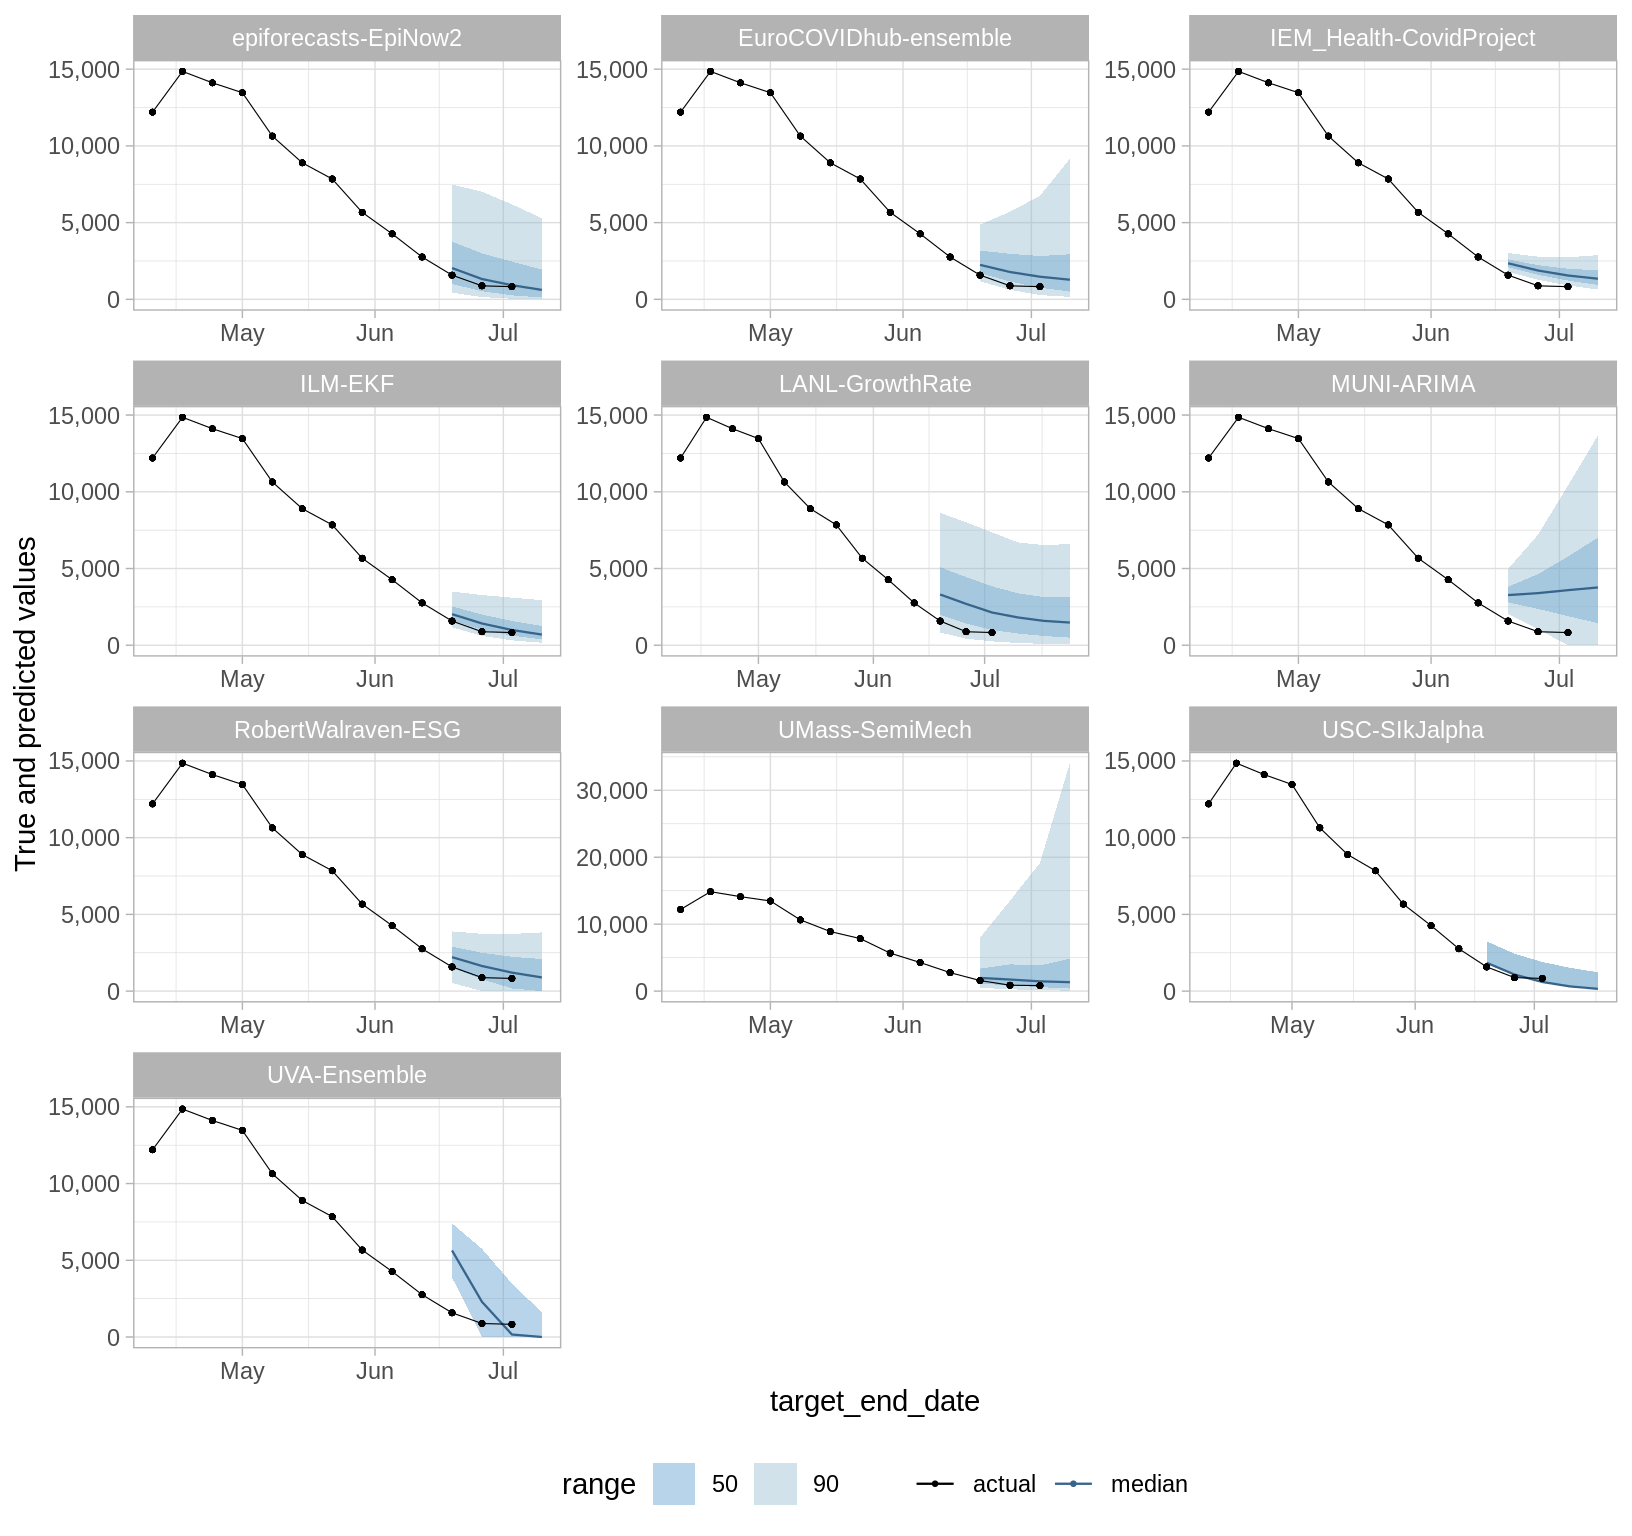 epiforecasts-EpiNow2
EuroCOVIDhub-ensemble
IEM_Health-CovidProject
15,000
10,000
5,000
0
May Jun Jul
15,000
10,000
5,000
0
May Jun Jul
15,000
10,000
5,000
0
May Jun Jul
ILM-EKF
LANL-GrowthRate
MUNI-ARIMA
15,000
10,000
5,000
0
May Jun Jul
15,000
10,000
5,000
0
May Jun Jul
15,000
10,000
5,000
0
May Jun Jul
True and predicted values
RobertWalraven-ESG
UMass-SemiMech
USC-SIkJalpha
15,000
10,000
5,000
0
May Jun Jul
30,000
20,000
10,000
0
May Jun Jul
15,000
10,000
5,000
0
May Jun Jul
UVA-Ensemble
15,000
10,000
5,000
0
May Jun Jul
target_end_date
range 50 90 actual median